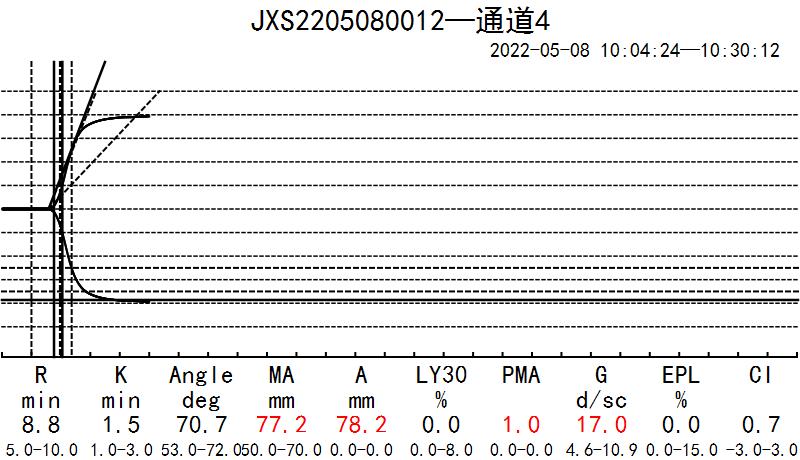 JXS2205080012—通道4
2022-05-08 10:04:24—10:30:12
R K Angle MA A LY30 PMA G EPL CI
min min deg mm mm % d/sc %
8.8 1.5 70.7 77.2 78.2 0.0 1.0 17.0 0.0 0.7
5.0-10.0 1.0-3.0 53.0-72.0 50.0-70.0 0.0-0.0 0.0-8.0 0.0-0.0 4.6-10.9 0.0-15.0 -3.0-3.0